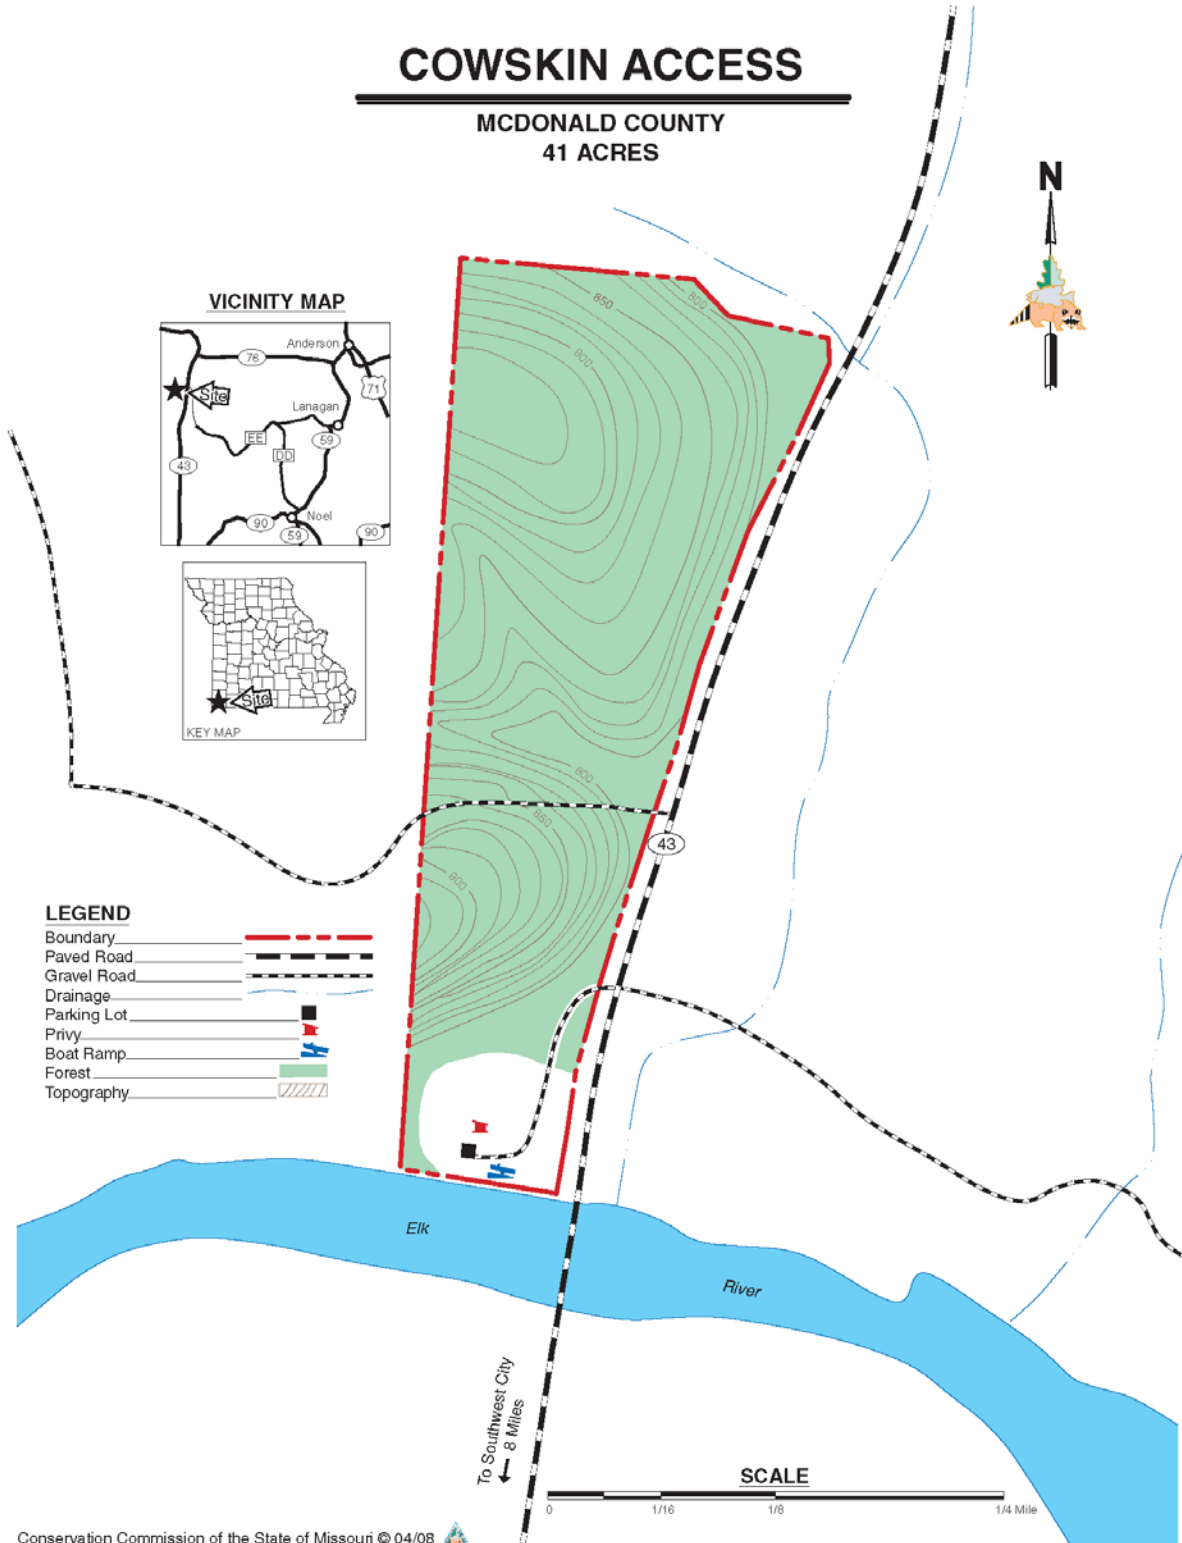 COWSKIN ACCESS
MCDONALD COUNTY
41 ACRES
N
VICINITY MAP
Anderson
76
71
Site
Lanagan
EE
59
DD
43
Noel
90
59
90
Site
KEY MAP
850
800
900
800
860
900
43
LEGEND
Boundary
Paved Road
Gravel Road
Drainage
Parking Lot
Privy
Boat Ramp
Forest
Topography
Elk
River
To Southwest City
8 Miles
SCALE
0 1/16 1/8 1/4 Mile
Conservation Commission of the State of Missouri © 04/08